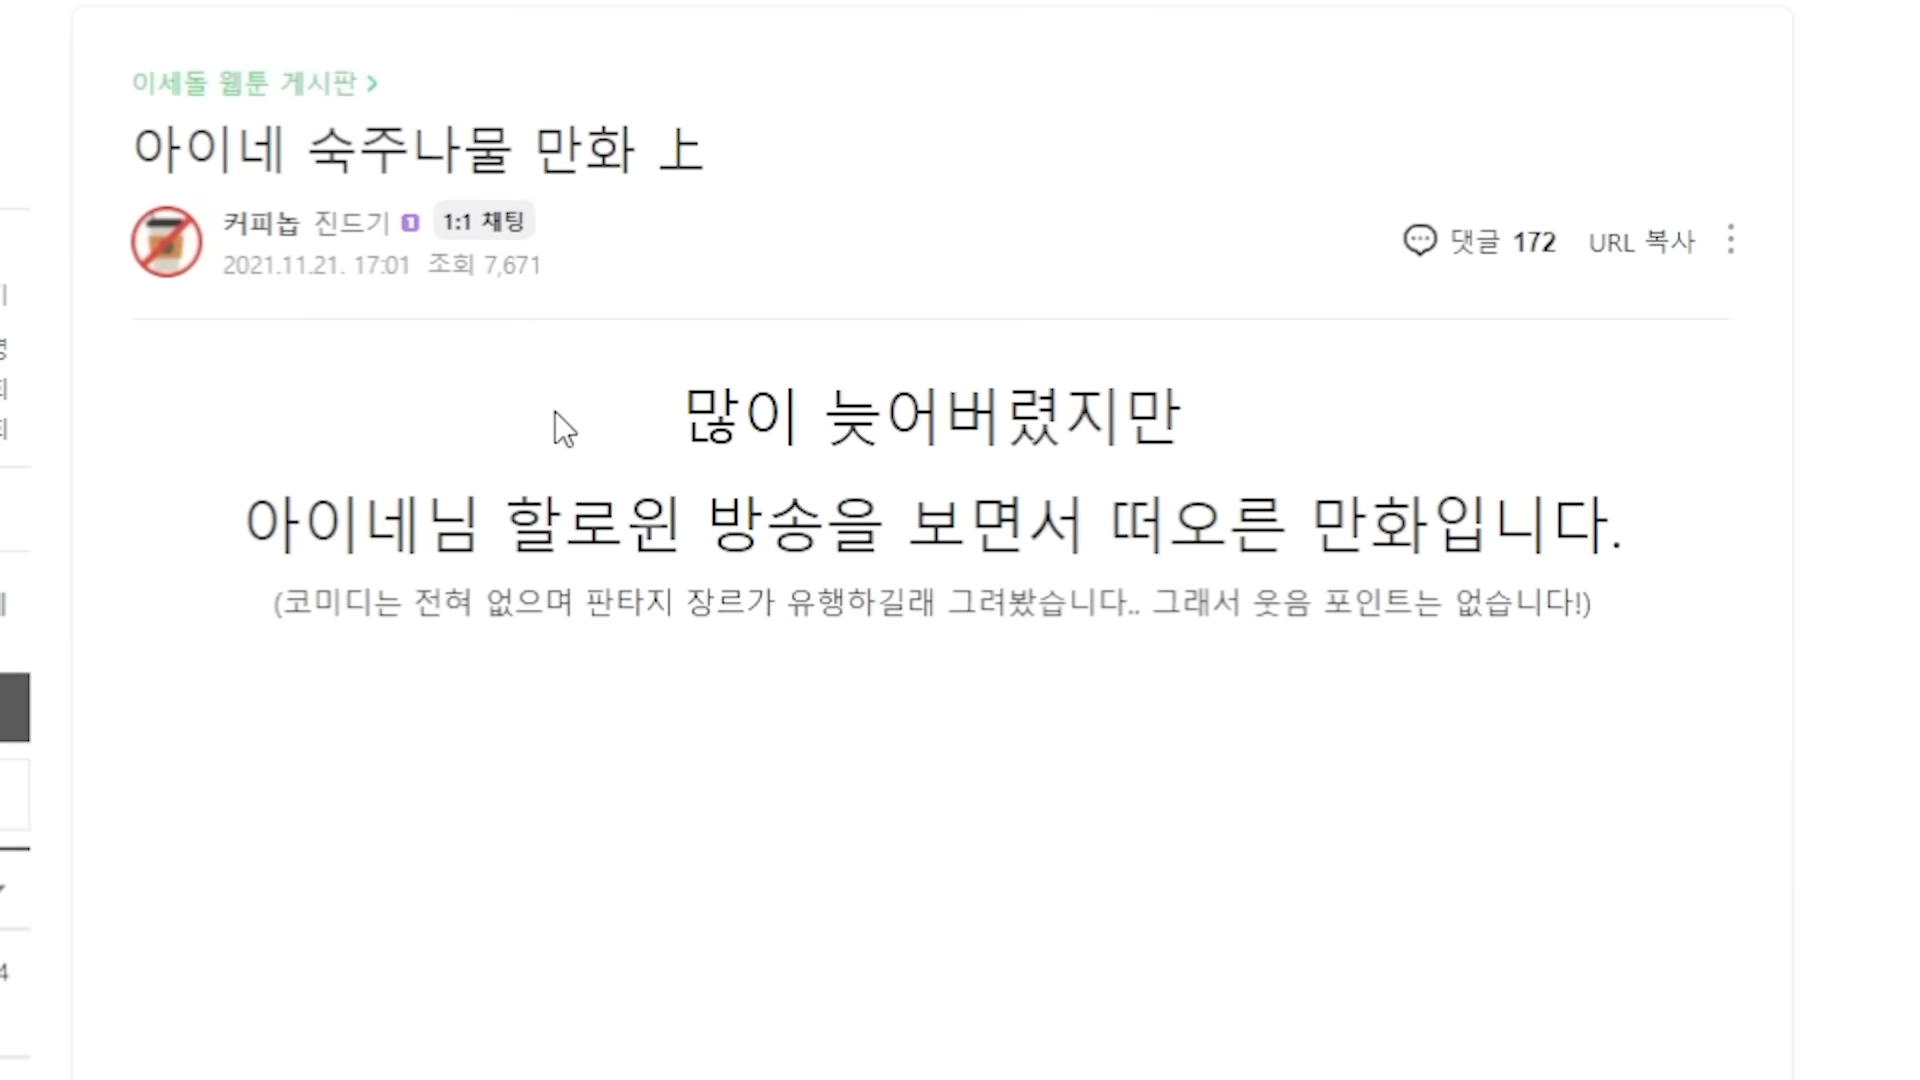 이세돌 웹툰 게시판 >
아이네 숙주나물 만화 上
커피놉 진드기 1 1:1 채팅
2021.11.21. 17:01 조회 7,671
댓글 172 URL 복사
많이 늦어버렸지만
아이네님 할로윈 방송을 보면서 떠오른 만화입니다.
(코미디는 전혀 없으며 판타지 장르가 유행하길래 그려봤습니다.. 그래서 웃음 포인트는 없습니다!)
4